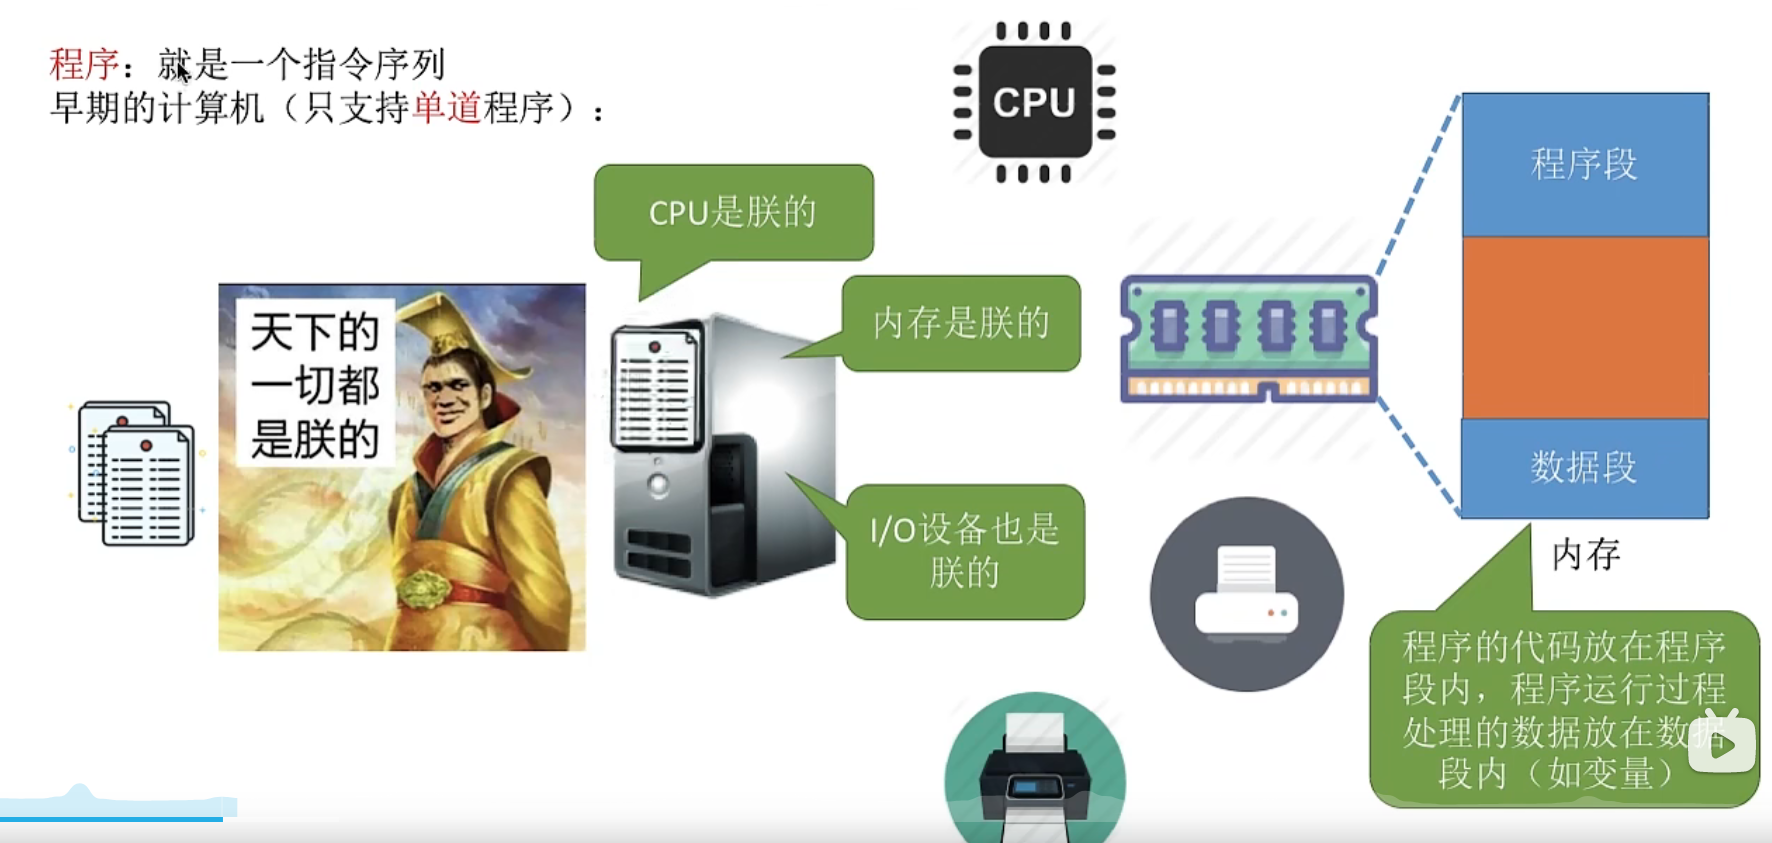 程序：就是一个指令序列
早期的计算机（只支持单道程序）：
CPU
程序段
CPU是朕的
内存是朕的
天下的
一切都
是朕的
数据段
I/O设备也是
朕的
内存
程序的代码放在程序
段内，程序运行过程
处理的数据放在数据
段内（如变量）